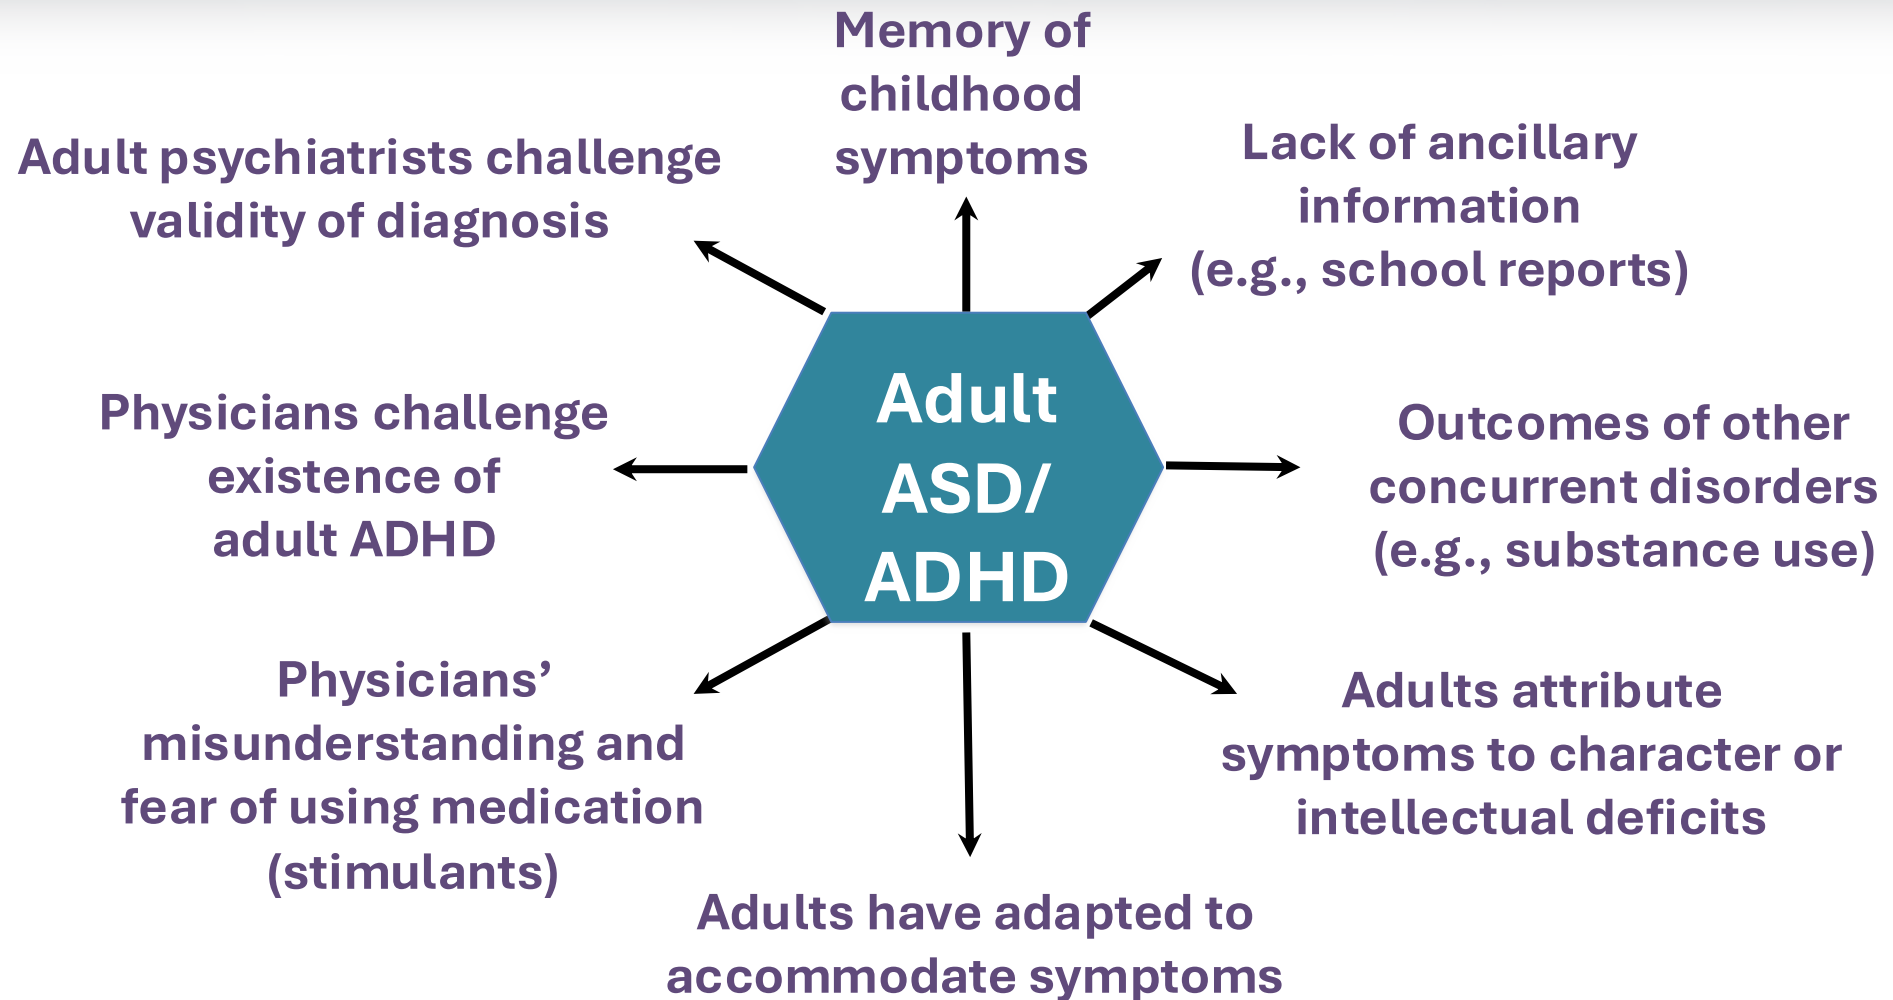 Memory of
childhood
symptoms
Adult psychiatrists challenge
validity of diagnosis
Lack of ancillary
information
(e.g., school reports)
Physicians challenge
existence of
adult ADHD
Adult
ASD/
ADHD
Outcomes of other
concurrent disorders
(e.g., substance use)
Physicians’
misunderstanding and
fear of using medication
(stimulants)
Adults attribute
symptoms to character or
intellectual deficits
Adults have adapted to
accommodate symptoms